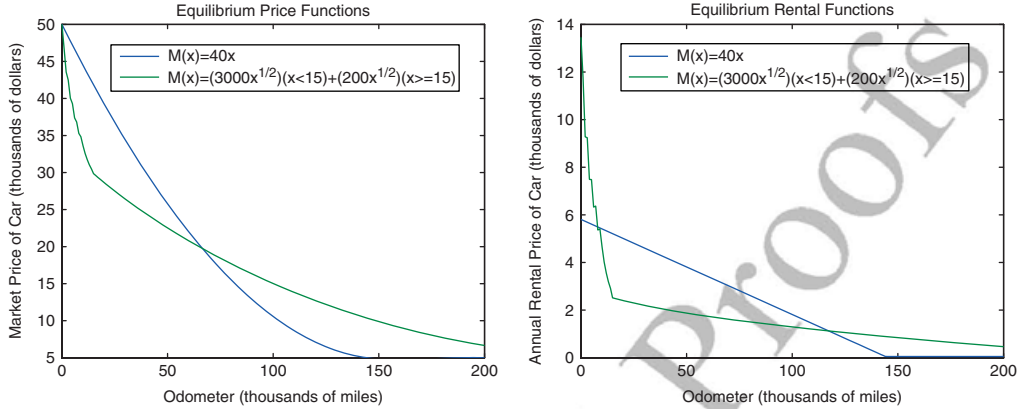 Equilibrium Price Functions
50
45
40
35
30
25
20
15
10
5
0
50
100
150
200
Market Price of Car (thousands of dollars)
Odometer (thousands of miles)
M(x)=40x
M(x)=(3000x^1/2)(x<15)+(200x^1/2)(x>=15)
Equilibrium Rental Functions
14
12
10
8
6
4
2
0
0
50
100
150
200
Annual Rental Price of Car (thousands of dollars)
Odometer (thousands of miles)
M(x)=40x
M(x)=(3000x^1/2)(x<15)+(200x^1/2)(x>=15)
Proofs